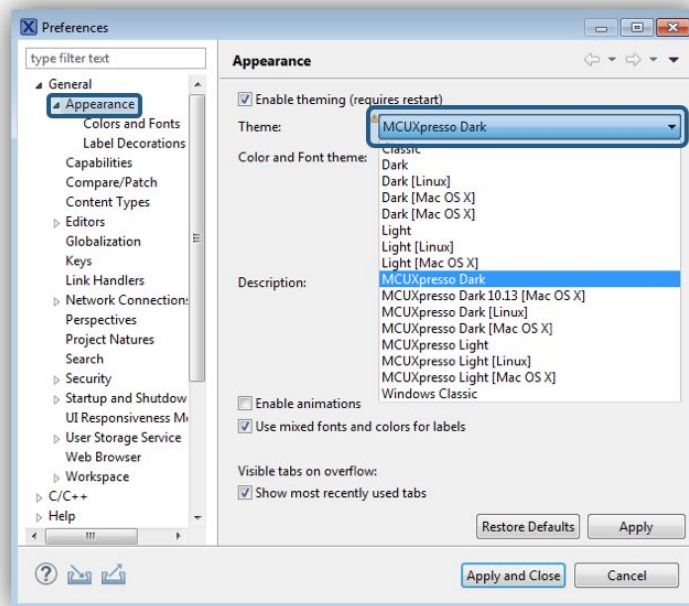 Preferences
type filter text
General
Appearance
Colors and Fonts
Label Decorations
Capabilities
Compare/Patch
Content Types
Editors
Globalization
Keys
Link Handlers
Network Connection
Perspectives
Project Natures
Search
Security
Startup and Shutdow
UI Responsiveness M
User Storage Service
Web Browser
Workspace
C/C++
Help
Appearance
Enable theming (requires restart)
Theme:
MCUXpresso Dark
Color and Font theme:
Classic
Dark
Dark [Linux]
Dark [Mac OS X]
Dark [Mac OS X]
Light
Light [Linux]
Light [Mac OS X]
Description:
MCUXpresso Dark
MCUXpresso Dark 10.13 [Mac OS X]
MCUXpresso Dark [Linux]
MCUXpresso Dark [Mac OS X]
MCUXpresso Light
MCUXpresso Light [Linux]
MCUXpresso Light [Mac OS X]
Windows Classic
Enable animations
Use mixed fonts and colors for labels
Visible tabs on overflow:
Show most recently used tabs
Restore Defaults
Apply
Apply and Close
Cancel